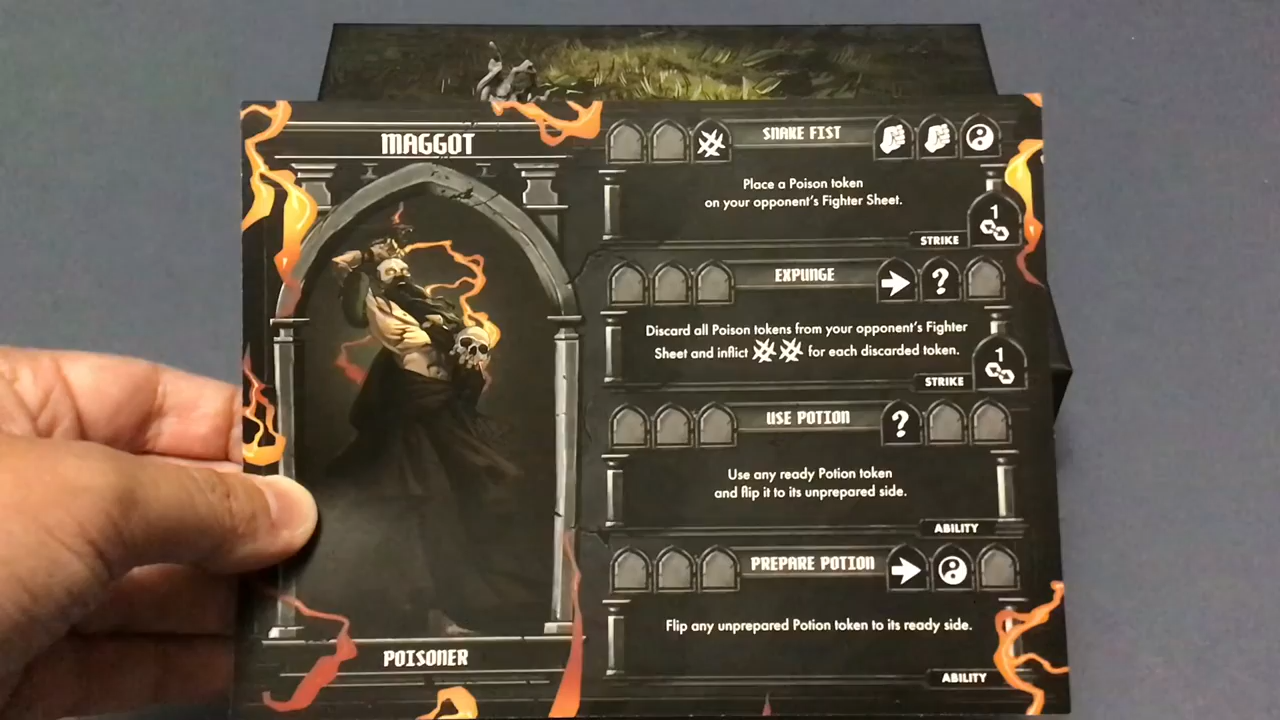 MAGGOT
POISONER
SNAKE FIST
Place a Poison token
on your opponent's Fighter Sheet.
1
STRIKE
EXPUNGE
?
Discard all Poison tokens from your opponent's Fighter
Sheet and inflict for each discarded token.
1
STRIKE
USE POTION
?
Use any ready Potion token
and flip it to its unprepared side.
ABILITY
PREPARE POTION
Flip any unprepared Potion token to its ready side.
ABILITY